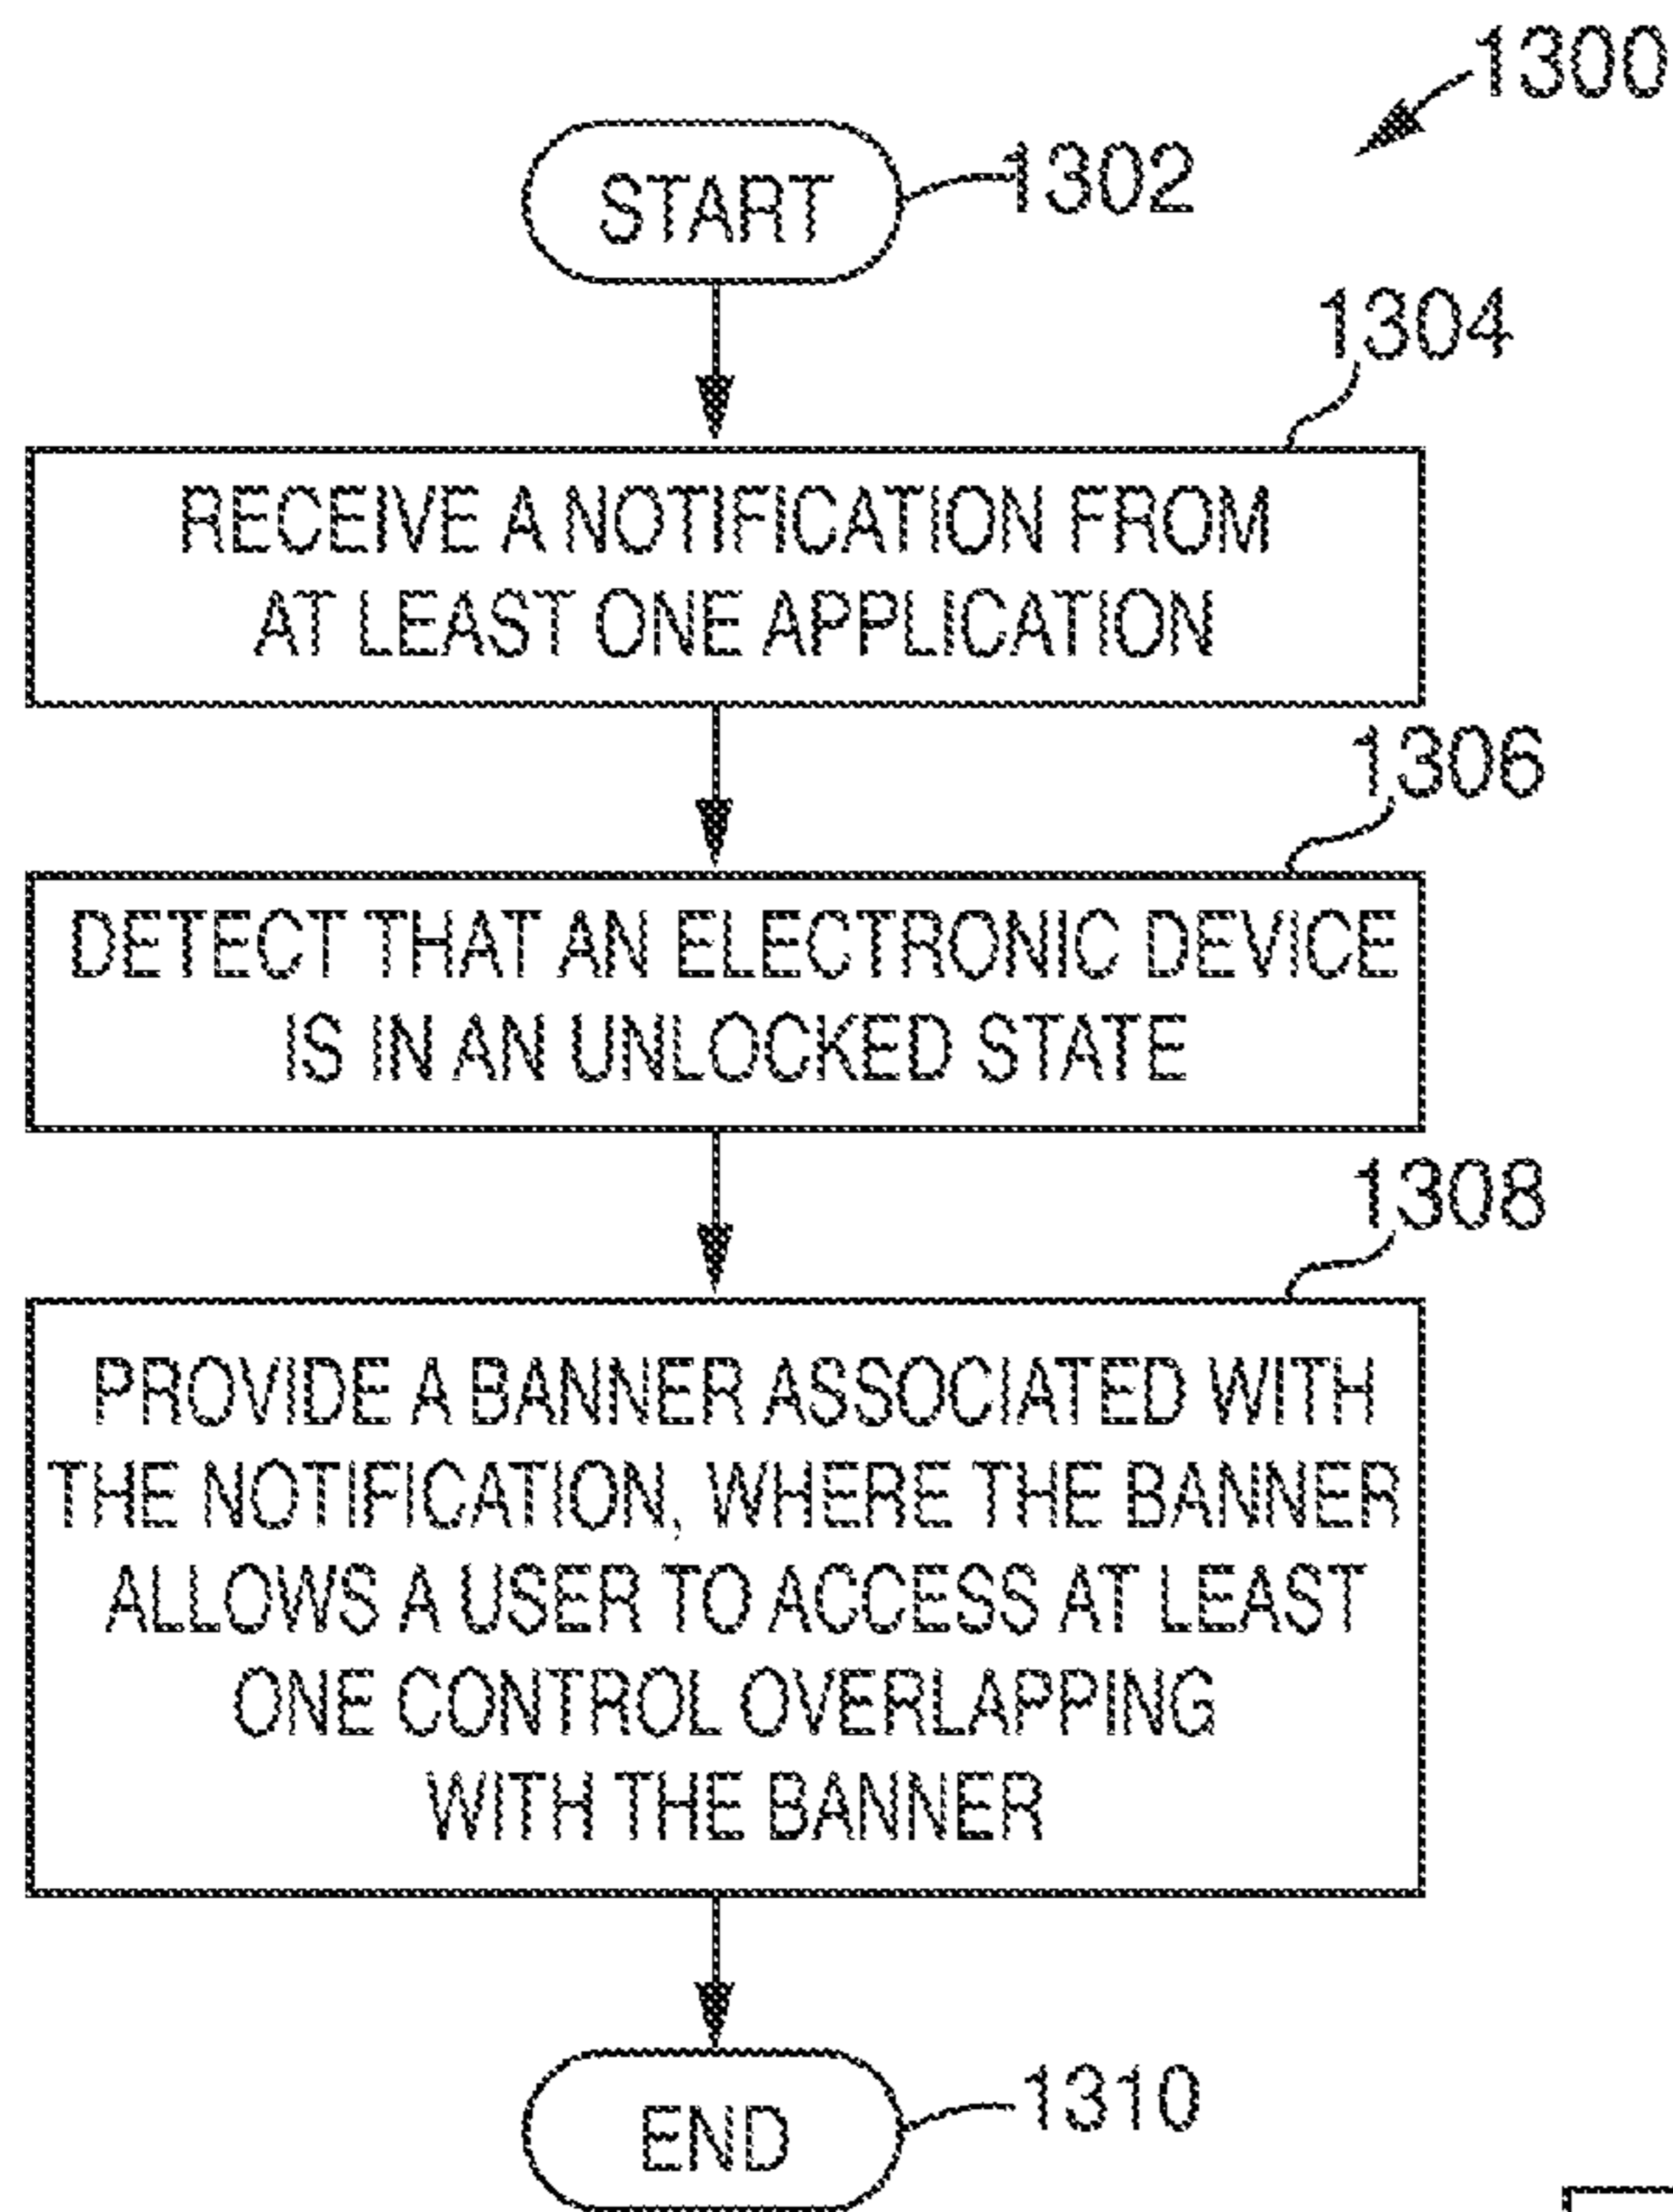 1300
START
1302
1304
RECEIVE A NOTIFICATION FROM
AT LEAST ONE APPLICATION
1306
DETECT THAT AN ELECTRONIC DEVICE
IS IN AN UNLOCKED STATE
1308
PROVIDE A BANNER ASSOCIATED WITH
THE NOTIFICATION, WHERE THE BANNER
ALLOWS A USER TO ACCESS AT LEAST
ONE CONTROL OVERLAPPING
WITH THE BANNER
END
1310